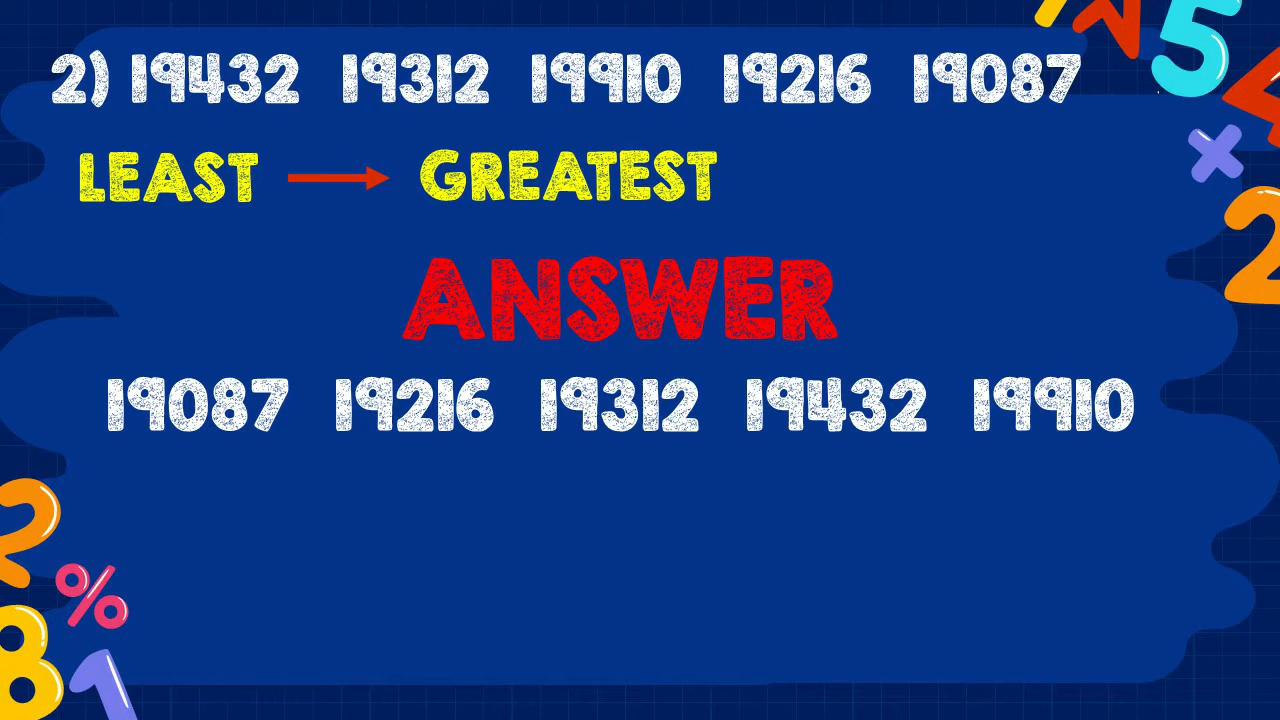 2) 19432 19312 19910 19216 19087
LEAST → GREATEST
ANSWER
19087 19216 19312 19432 19910